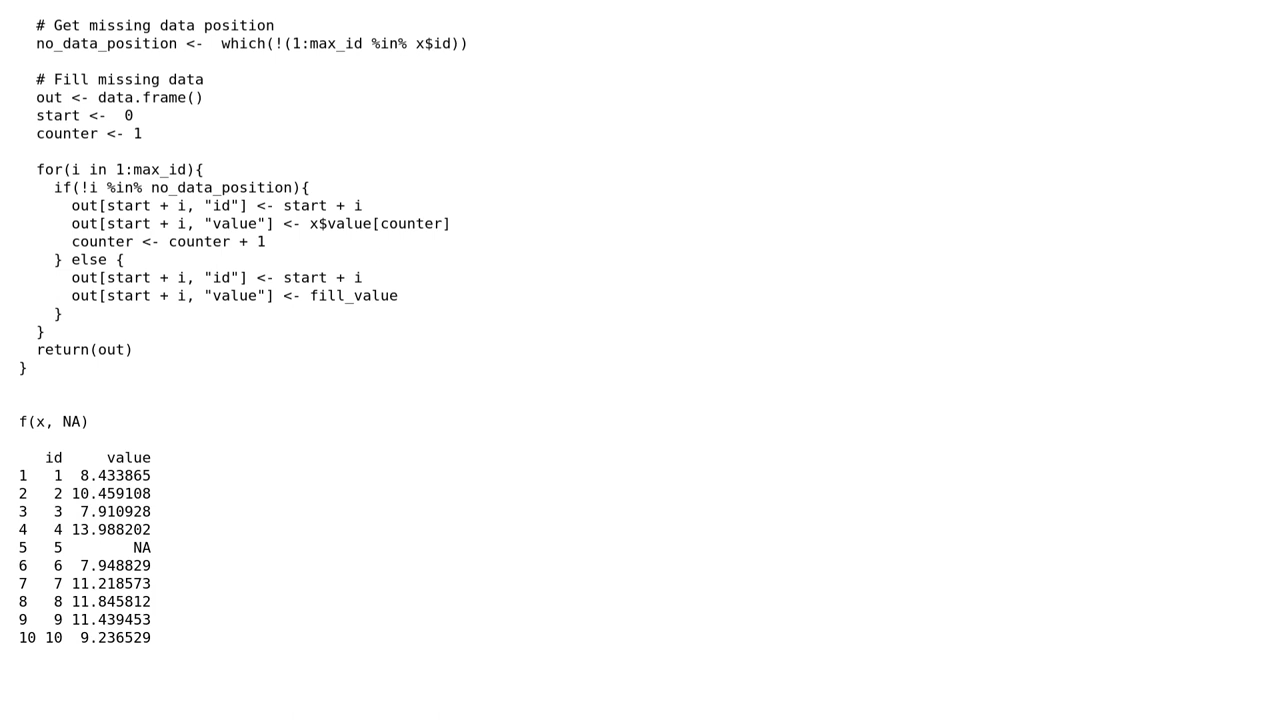 # Get missing data position
  no_data_position <-  which(!(1:max_id %in% x$id))

  # Fill missing data
  out <- data.frame()
  start <-  0
  counter <- 1

  for(i in 1:max_id){
    if(!i %in% no_data_position){
      out[start + i, "id"] <- start + i
      out[start + i, "value"] <- x$value[counter]
      counter <- counter + 1
    } else {
      out[start + i, "id"] <- start + i
      out[start + i, "value"] <- fill_value
    }
  }
  return(out)
}


f(x, NA)

   id     value
1   1  8.433865
2   2 10.459108
3   3  7.910928
4   4 13.988202
5   5        NA
6   6  7.948829
7   7 11.218573
8   8 11.845812
9   9 11.439453
10 10  9.236529